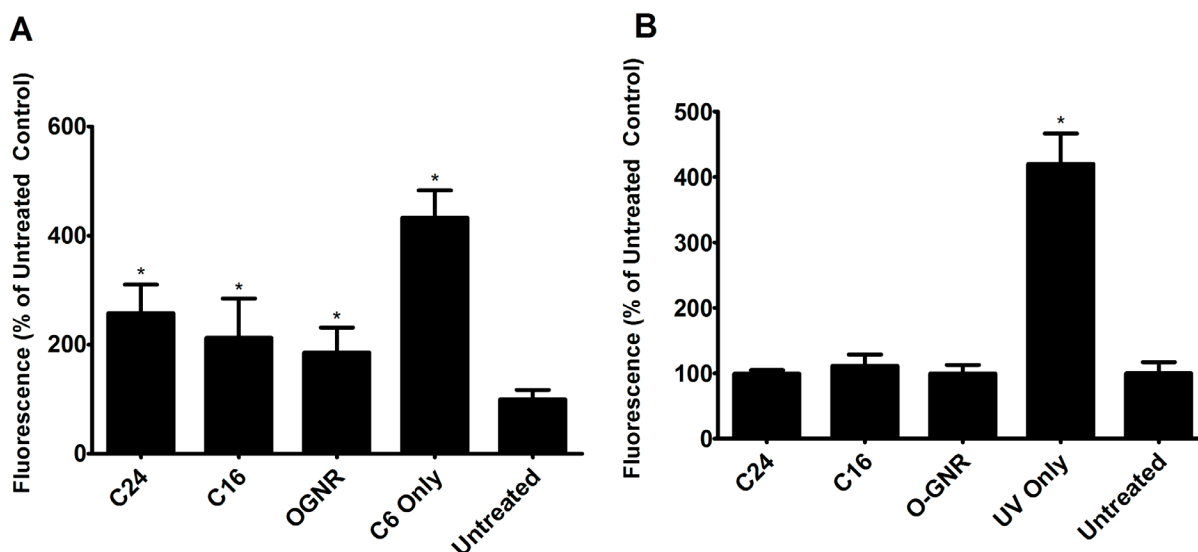 A
Fluorescence (% of Untreated Control)
600
400
200
0
*
*
*
*
C24
C16
OGNR
C6 Only
Untreated
B
Fluorescence (% of Untreated Control)
500
400
300
200
100
0
*
C24
C16
O-GNR
UV Only
Untreated